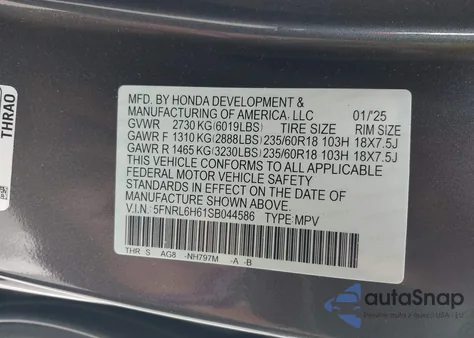 MFD. BY HONDA DEVELOPMENT &
MANUFACTURING OF AMERICA, LLC 01/'25
GVWR 2730 KG (6019LBS) TIRE SIZE RIM SIZE
GAWR F 1310 KG (2888LBS) 235/60R18 103H 18X7.5J
GAWR R 1465 KG (3230LBS) 235/60R18 103H 18X7.5J
THIS VEHICLE CONFORMS TO ALL APPLICABLE
FEDERAL MOTOR VEHICLE SAFETY
STANDARDS IN EFFECT ON THE DATE OF
MANUFACTURE SHOWN ABOVE.
V.I.N.: 5FNRL6H61SB044586 TYPE: MPV
THR S AG8 -NH797M -A -B
THRA0
autoSnap